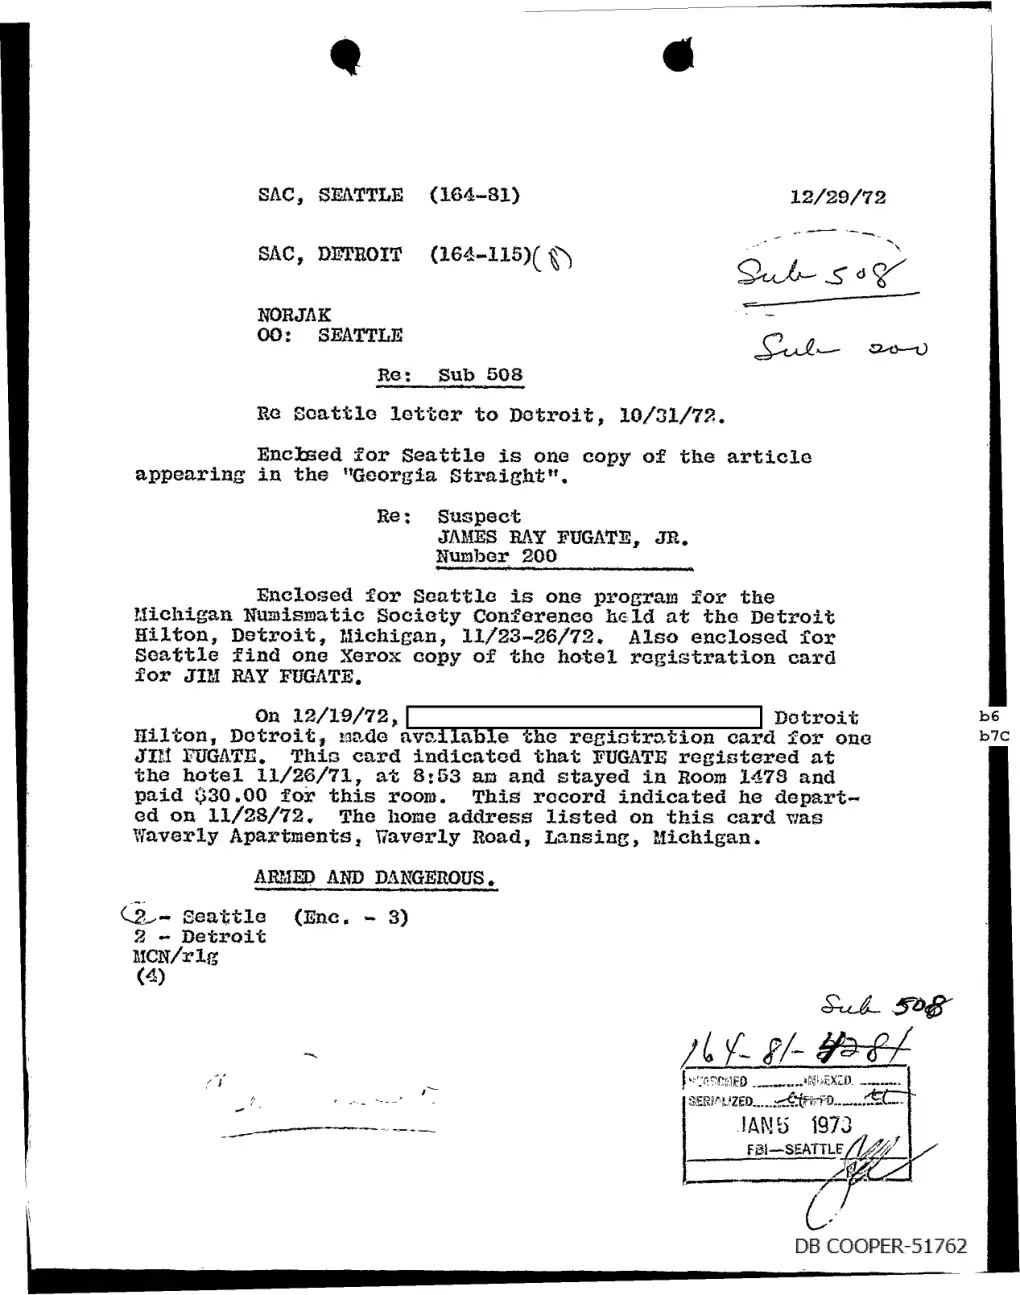 SAC, SEATTLE (164-81) 12/29/72
SAC, DETROIT (164-115)(P)
Sub 508
NORJAK
OO: SEATTLE
Sub 200
Re: Sub 508
Re Seattle letter to Detroit, 10/31/72.
Enclosed for Seattle is one copy of the article
appearing in the "Georgia Straight".
Re: Suspect
JAMES RAY FUGATE, JR.
Number 200
Enclosed for Seattle is one program for the
Michigan Numismatic Society Conference held at the Detroit
Hilton, Detroit, Michigan, 11/23-26/72. Also enclosed for
Seattle find one Xerox copy of the hotel registration card
for JIM RAY FUGATE.
On 12/19/72, Detroit b6
Hilton, Detroit, made available the registration card for one b7C
JIM FUGATE. This card indicated that FUGATE registered at
the hotel 11/26/71, at 8:53 am and stayed in Room 1478 and
paid $30.00 for this room. This record indicated he depart-
ed on 11/28/72. The home address listed on this card was
Waverly Apartments, Waverly Road, Lansing, Michigan.
ARMED AND DANGEROUS.
2 - Seattle (Enc. - 3)
2 - Detroit
MCN/rlg
(4)
Sub 508
164-81-4281
SEARCHED INDEXED
SERIALIZED FILED
JAN 5 1973
FBI—SEATTLE
DB COOPER-51762